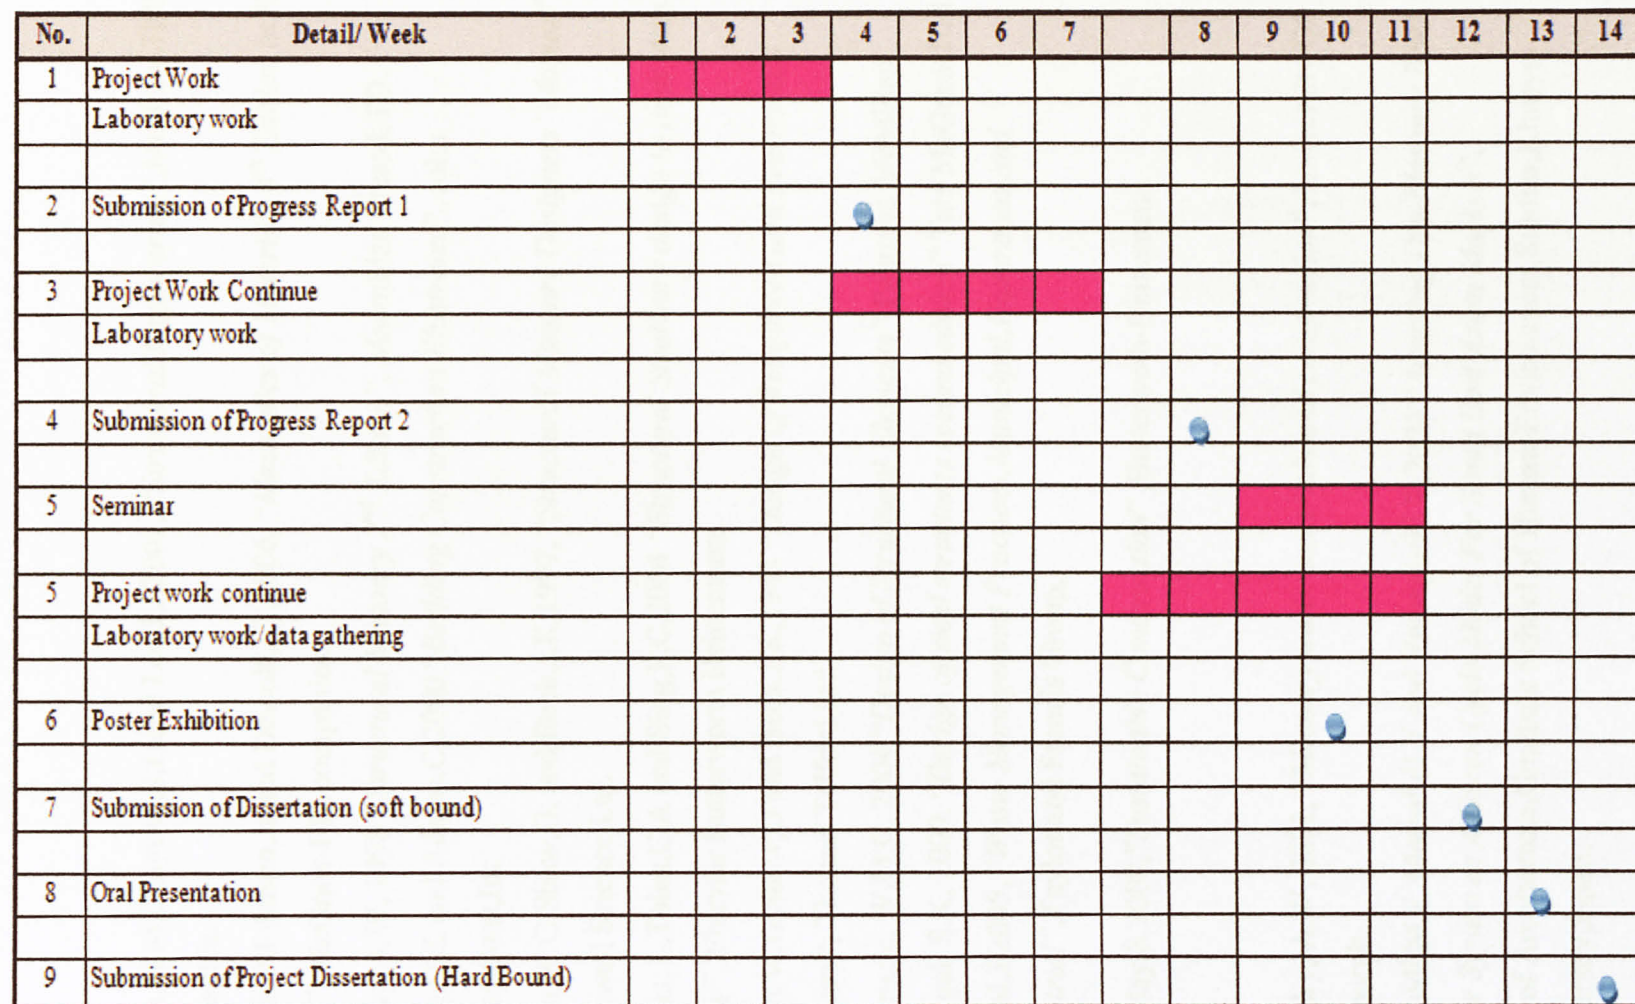 No. Detail/ Week 1 2 3 4 5 6 7 8 9 10 11 12 13 14
1 Project Work
Laboratory work
2 Submission of Progress Report 1
3 Project Work Continue
Laboratory work
4 Submission of Progress Report 2
5 Seminar
5 Project work continue
Laboratory work/data gathering
6 Poster Exhibition
7 Submission of Dissertation (soft bound)
8 Oral Presentation
9 Submission of Project Dissertation (Hard Bound)